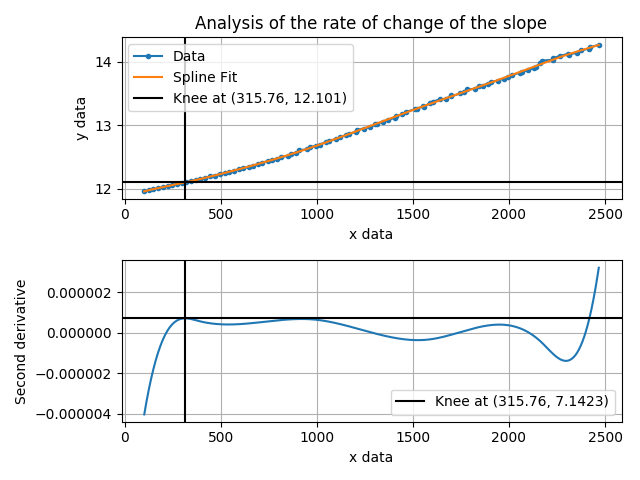 Analysis of the rate of change of the slope
14
13
12
y data
Data
Spline Fit
Knee at (315.76, 12.101)
0 500 1000 1500 2000 2500
x data
0.000002
0.000000
−0.000002
−0.000004
Second derivative
Knee at (315.76, 7.1423)
0 500 1000 1500 2000 2500
x data